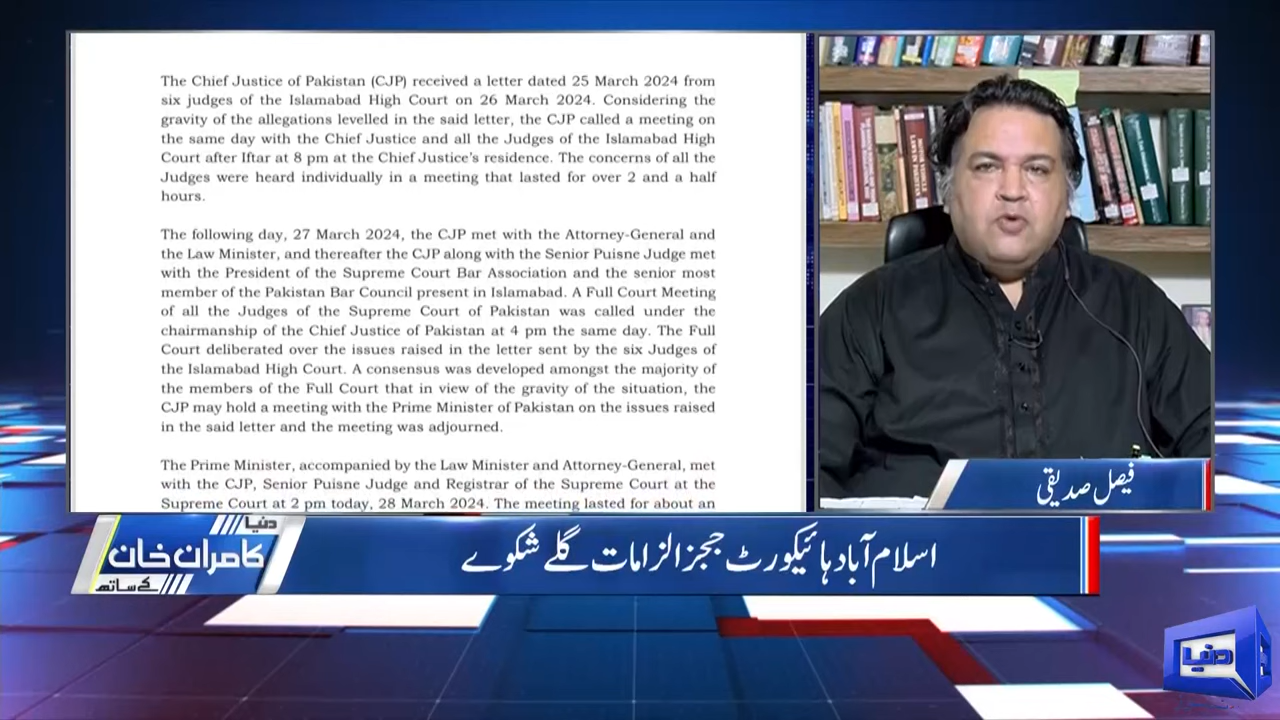 The Chief Justice of Pakistan (CJP) received a letter dated 25 March 2024 from
six judges of the Islamabad High Court on 26 March 2024. Considering the
gravity of the allegations levelled in the said letter, the CJP called a meeting on
the same day with the Chief Justice and all the Judges of the Islamabad High
Court after Iftar at 8 pm at the Chief Justice's residence. The concerns of all the
Judges were heard individually in a meeting that lasted for over 2 and a half
hours.
The following day, 27 March 2024, the CJP met with the Attorney-General and
the Law Minister, and thereafter the CJP along with the Senior Puisne Judge met
with the President of the Supreme Court Bar Association and the senior most
member of the Pakistan Bar Council present in Islamabad. A Full Court Meeting
of all the Judges of the Supreme Court of Pakistan was called under the
chairmanship of the Chief Justice of Pakistan at 4 pm the same day. The Full
Court deliberated over the issues raised in the letter sent by the six Judges of
the Islamabad High Court. A consensus was developed amongst the majority of
the members of the Full Court that in view of the gravity of the situation, the
CJP may hold a meeting with the Prime Minister of Pakistan on the issues raised
in the said letter and the meeting was adjourned.
The Prime Minister, accompanied by the Law Minister and Attorney-General, met
with the CJP, Senior Puisne Judge and Registrar of the Supreme Court at the
Supreme Court at 2 pm today, 28 March 2024. The meeting lasted for about an
فیصل صدیقی
دنیا
کامران خان
کے ساتھ
اسلام آباد ہائیکورٹ ججز الزامات گلے شکوے
دنیا